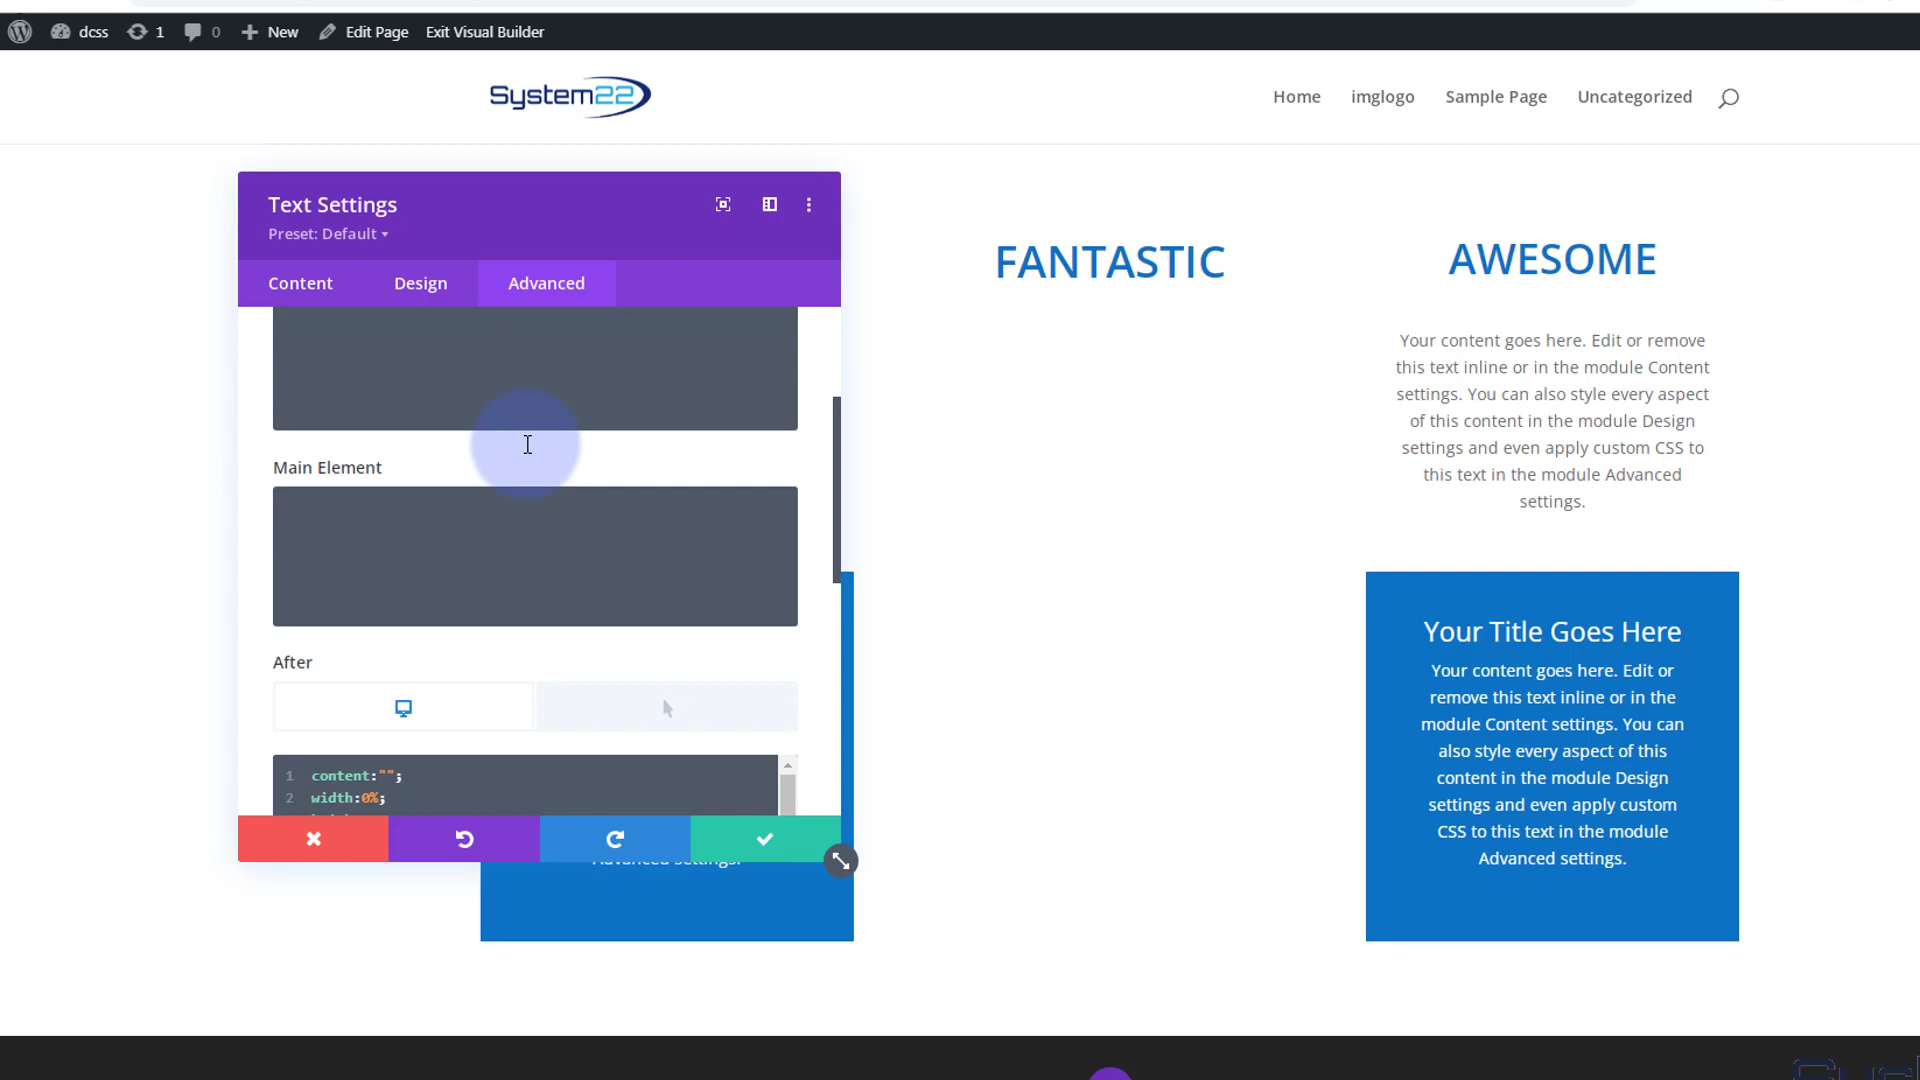 dcss 1 0 New Edit Page Exit Visual Builder
System22
Home imglogo Sample Page Uncategorized
Text Settings
Preset: Default
Content Design Advanced
Main Element
After
1 content:"";
2 width:0%;
Advanced settings.
FANTASTIC
AWESOME
Your content goes here. Edit or remove
this text inline or in the module Content
settings. You can also style every aspect
of this content in the module Design
settings and even apply custom CSS to
this text in the module Advanced
settings.
Your Title Goes Here
Your content goes here. Edit or
remove this text inline or in the
module Content settings. You can
also style every aspect of this
content in the module Design
settings and even apply custom
CSS to this text in the module
Advanced settings.